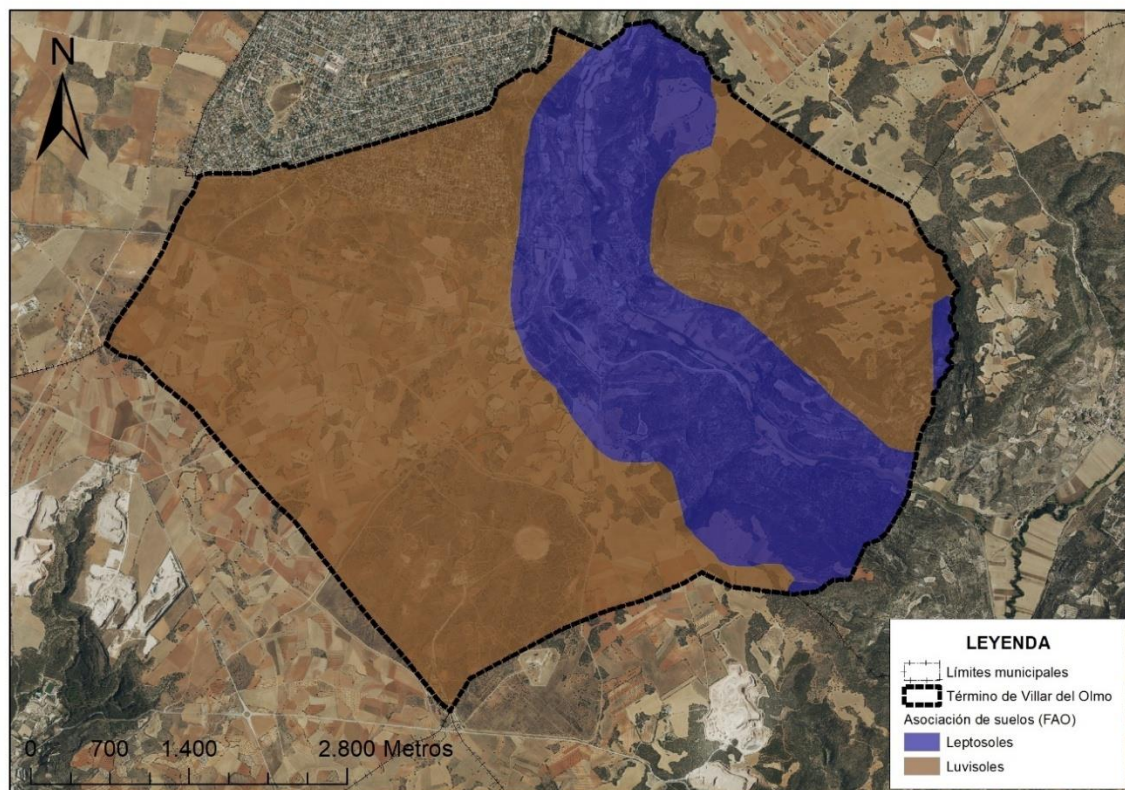 N
0 700 1.400 2.800 Metros
LEYENDA
Límites municipales
Término de Villar del Olmo
Asociación de suelos (FAO)
Leptosoles
Luvisoles